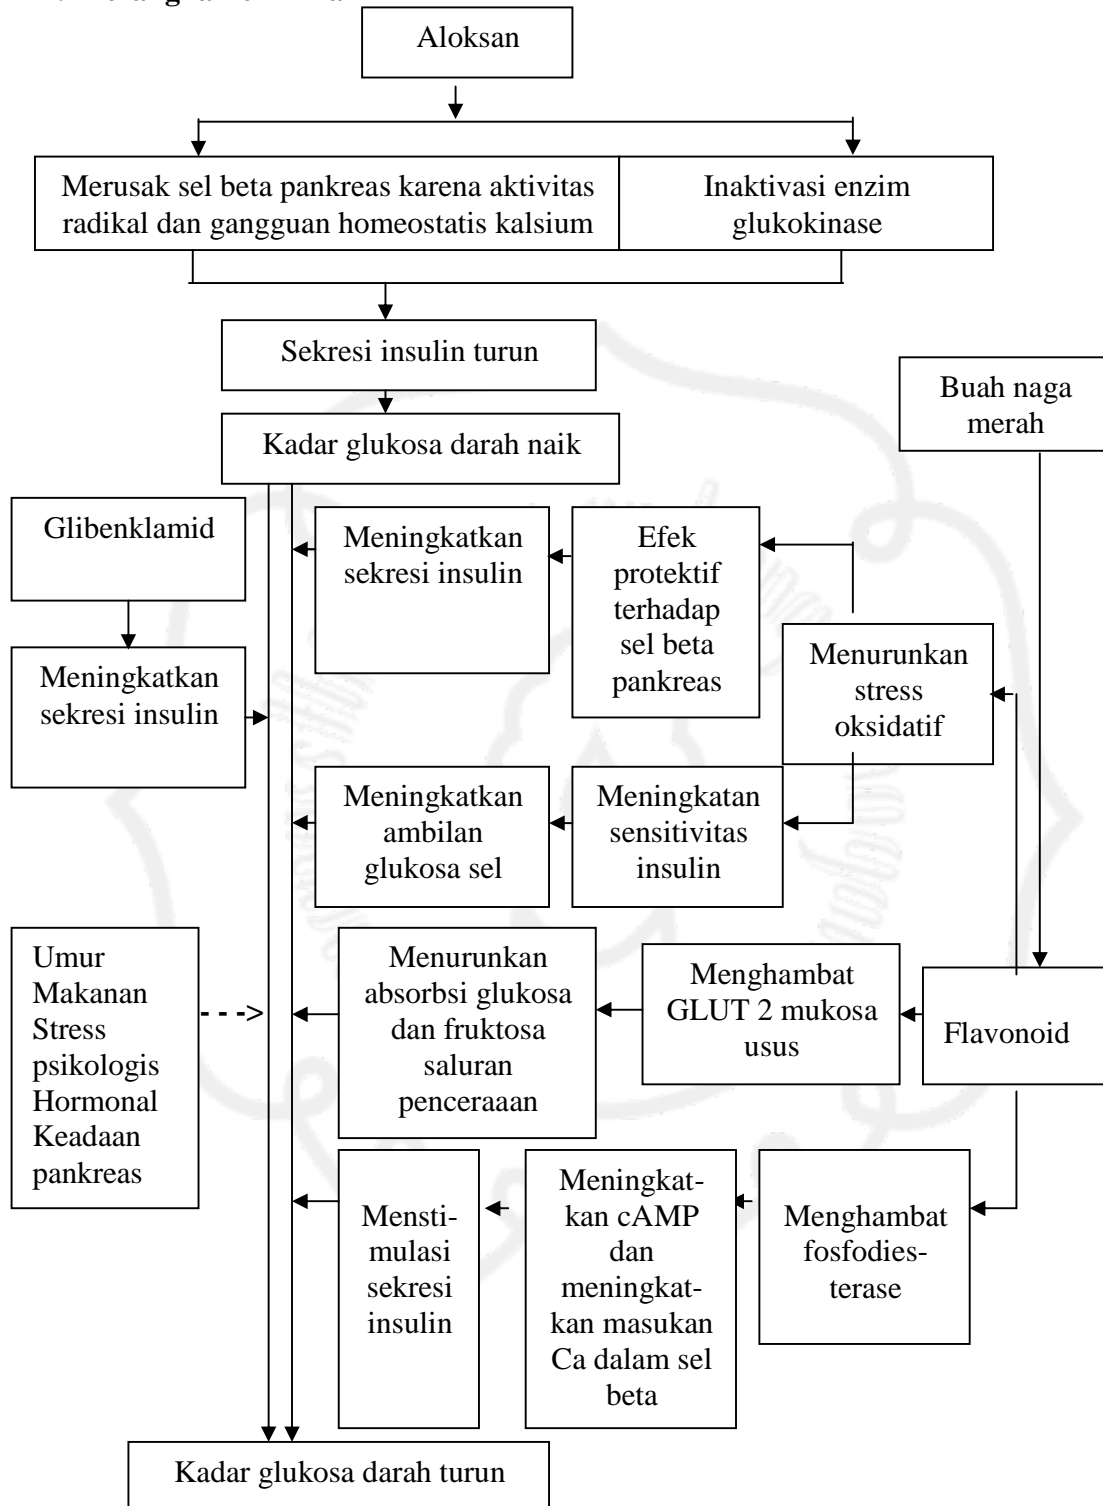 Aloksan
Merusak sel beta pankreas karena aktivitas
radikal dan gangguan homeostatis kalsium
Inaktivasi enzim
glukokinase
Sekresi insulin turun
Kadar glukosa darah naik
Buah naga
merah
Glibenklamid
Meningkatkan
sekresi insulin
Meningkatkan
sekresi insulin
Efek
protektif
terhadap
sel beta
pankreas
Menurunkan
stress
oksidatif
Meningkatkan
ambilan
glukosa sel
Meningkatan
sensitivitas
insulin
Umur
Makanan
Stress
psikologis
Hormonal
Keadaan
pankreas
Menurunkan
absorbsi glukosa
dan fruktosa
saluran
penceraaan
Menghambat
GLUT 2 mukosa
usus
Flavonoid
Mensti-
mulasi
sekresi
insulin
Meningkat-
kan cAMP
dan
meningkat-
kan masukan
Ca dalam sel
beta
Menghambat
fosfodies-
terase
Kadar glukosa darah turun